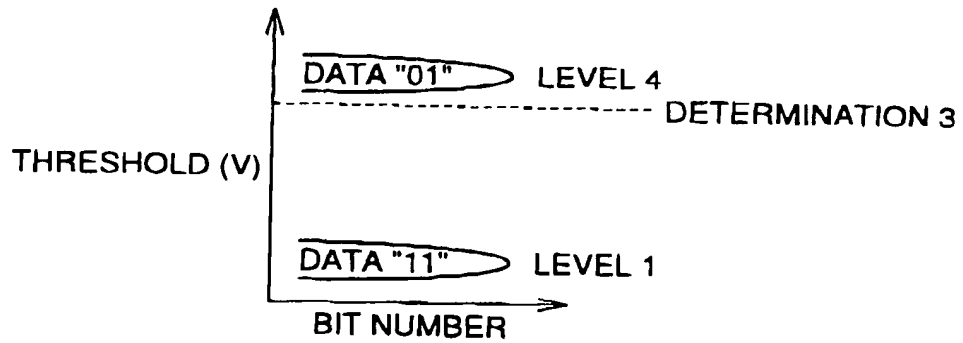 DATA "01"
LEVEL 4
DETERMINATION 3
THRESHOLD (V)
DATA "11"
LEVEL 1
BIT NUMBER